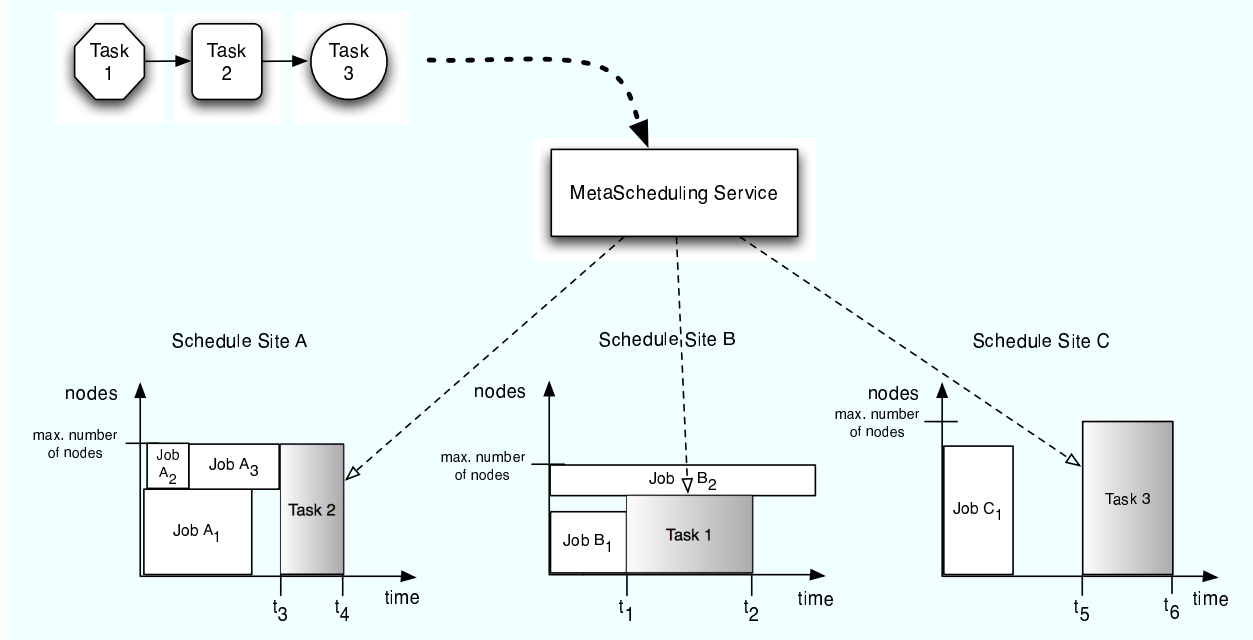 Task
1
Task
2
Task
3
MetaScheduling Service
Schedule Site A
nodes
max. number
of nodes
Job
A2
Job A3
Job A1
Task 2
t3
t4
time
Schedule Site B
nodes
max. number
of nodes
Job B2
Job B1
Task 1
t1
t2
time
Schedule Site C
nodes
max. number
of nodes
Job C1
Task 3
t5
t6
time